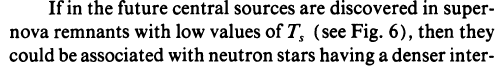 If in the future central sources are discovered in super-
nova remnants with low values of Tₛ (see Fig. 6), then they
could be associated with neutron stars having a denser inter-